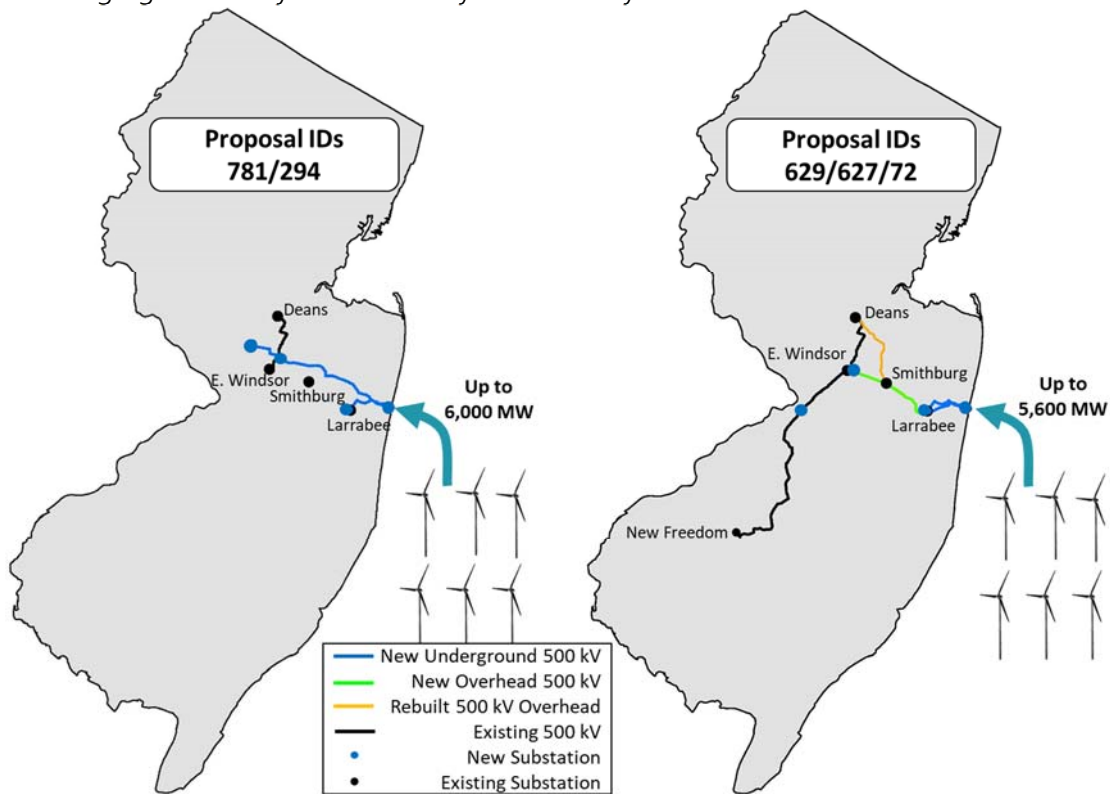 Proposal IDs
781/294
Deans
E. Windsor
Smithburg
Larrabee
Up to
6,000 MW
Proposal IDs
629/627/72
Deans
E. Windsor
Smithburg
Larrabee
New Freedom
Up to
5,600 MW
New Underground 500 kV
New Overhead 500 kV
Rebuilt 500 kV Overhead
Existing 500 kV
New Substation
Existing Substation